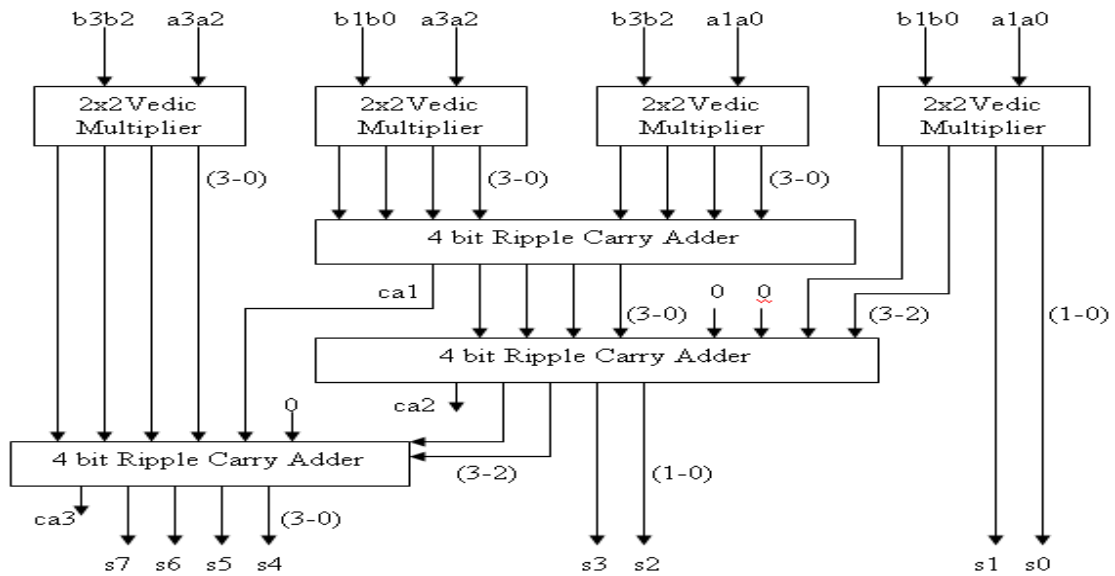 b3b2 a3a2 b1b0 a3a2 b3b2 a1a0 b1b0 a1a0
2x2Vedic Multiplier
2x2Vedic Multiplier
2x2Vedic Multiplier
2x2Vedic Multiplier
(3-0) (3-0) (3-0)
4 bit Ripple Carry Adder
ca1 0 0
(3-0) (3-2) (1-0)
4 bit Ripple Carry Adder
0 ca2
4 bit Ripple Carry Adder
(3-2) (1-0)
ca3 (3-0)
s7 s6 s5 s4 s3 s2 s1 s0